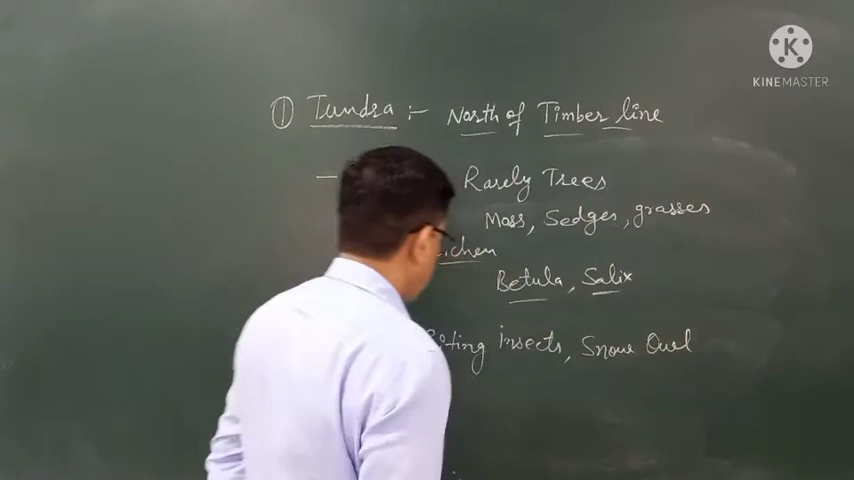 ① Tundra :- North of Timber line
— Rarely Trees
Moss, Sedges, grasses
Betula, Salix
insects, Snow Owl
K
KINEMASTER